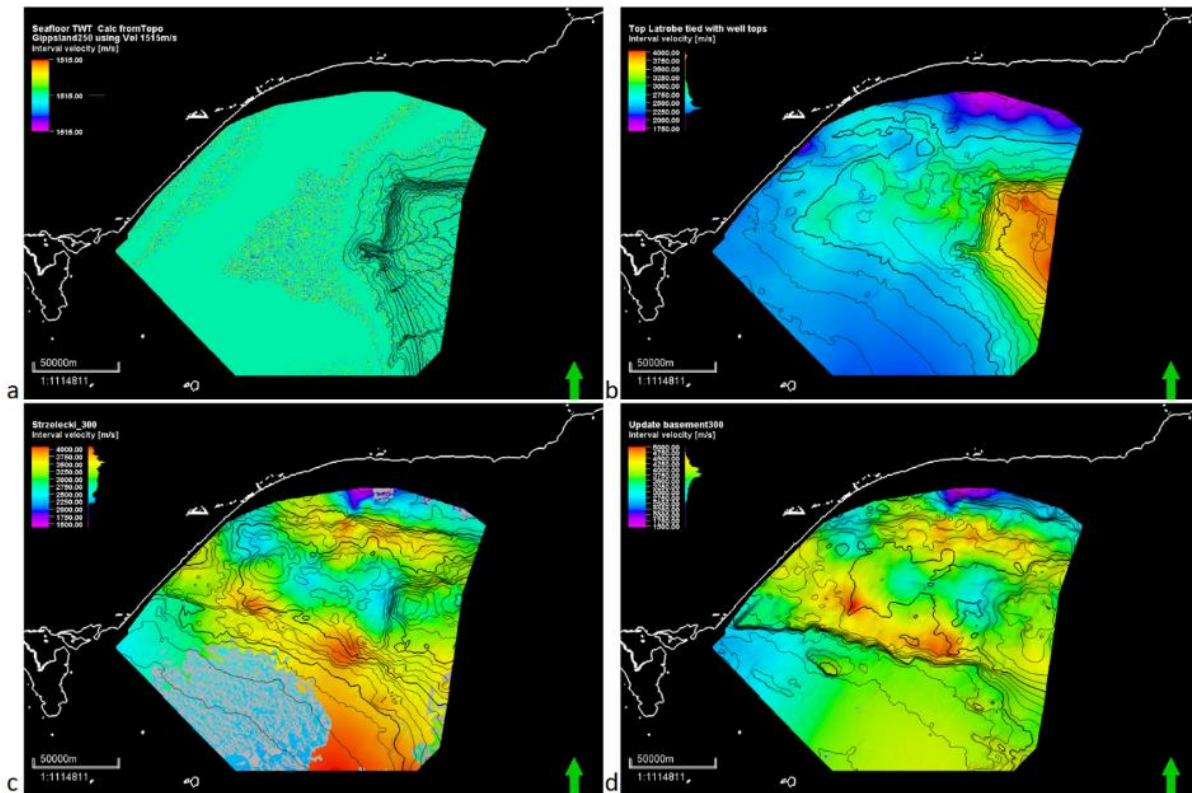 Seafloor TWT Calc fromTopo
Gippsland250 using Vel 1515m/s
Interval velocity [m/s]
1515.00
1515.00
1515.00
50000m
1:1114811
a
Top Latrobe tied with well tops
Interval velocity [m/s]
4000.00
3750.00
3500.00
3250.00
3000.00
2750.00
2500.00
2250.00
2000.00
1750.00
50000m
1:1114811
b
Strzelecki_300
Interval velocity [m/s]
4000.00
3750.00
3500.00
3250.00
3000.00
2750.00
2500.00
2250.00
2000.00
1750.00
1500.00
50000m
1:1114811
c
Update basement300
Interval velocity [m/s]
5000.00
50000m
1:1114811
d